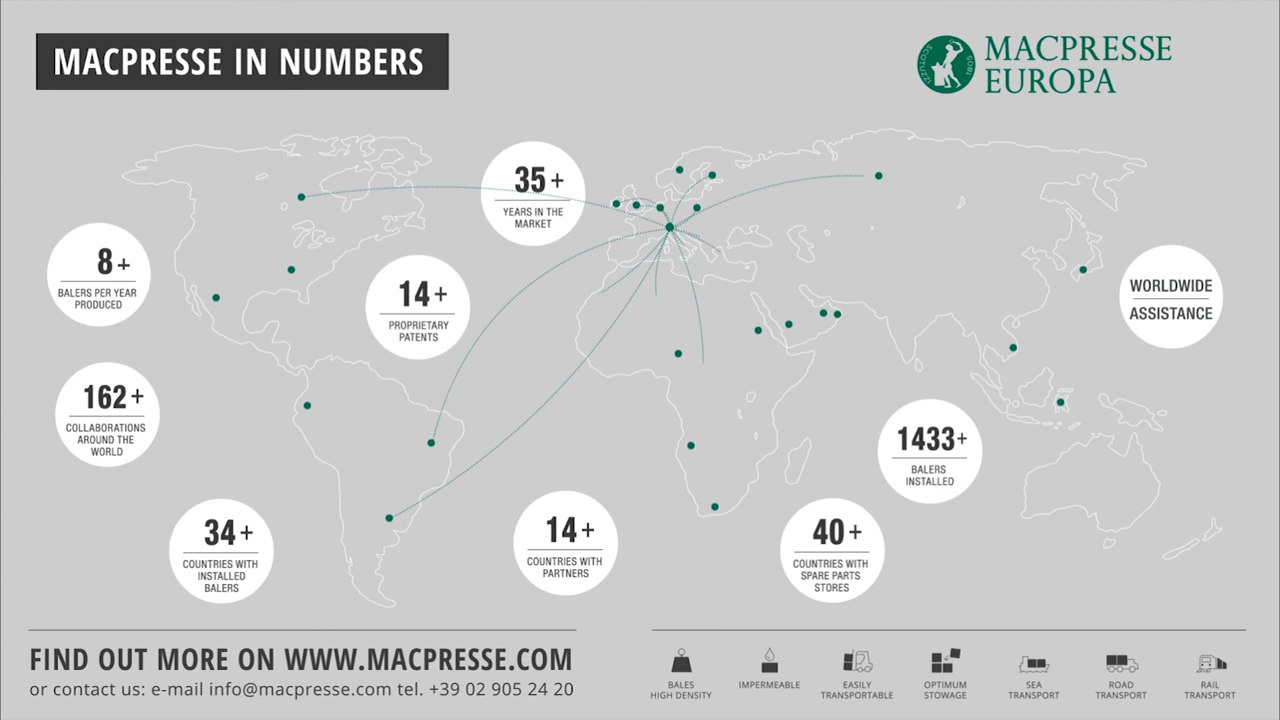 MACPRESSE IN NUMBERS
MACPRESSE
EUROPA
35+
YEARS IN THE
MARKET
8+
BALERS PER YEAR
PRODUCED
14+
PROPRIETARY
PATENTS
WORLDWIDE
ASSISTANCE
162+
COLLABORATIONS
AROUND THE
WORLD
1433+
BALERS
INSTALLED
34+
COUNTRIES WITH
INSTALLED
BALERS
14+
COUNTRIES WITH
PARTNERS
40+
COUNTRIES WITH
SPARE PARTS
STORES
FIND OUT MORE ON WWW.MACPRESSE.COM
or contact us: e-mail info@macpresse.com tel. +39 02 905 24 20
BALES
HIGH DENSITY
IMPERMEABLE
EASILY
TRANSPORTABLE
OPTIMUM
STOWAGE
SEA
TRANSPORT
ROAD
TRANSPORT
RAIL
TRANSPORT